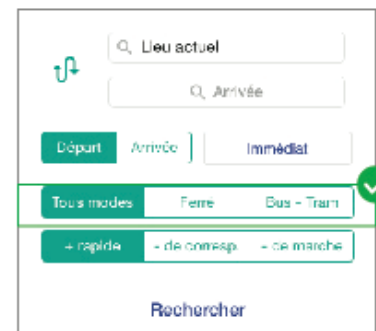 Lieu actuel
Arrivée
Départ Arrivée Immédiat
Tous modes Ferré Bus - Tram
+ rapide - de corresp. - de marche
Rechercher